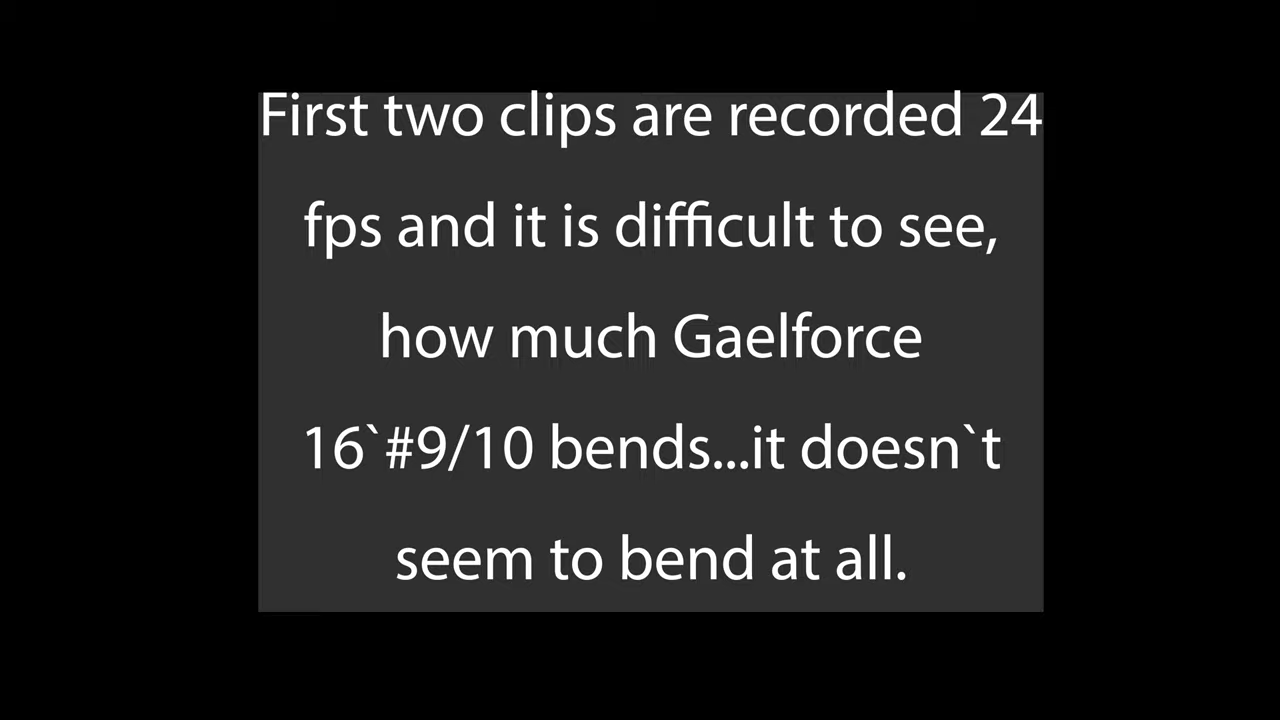 First two clips are recorded 24
fps and it is difficult to see,
how much Gaelforce
16`#9/10 bends...it doesn`t
seem to bend at all.